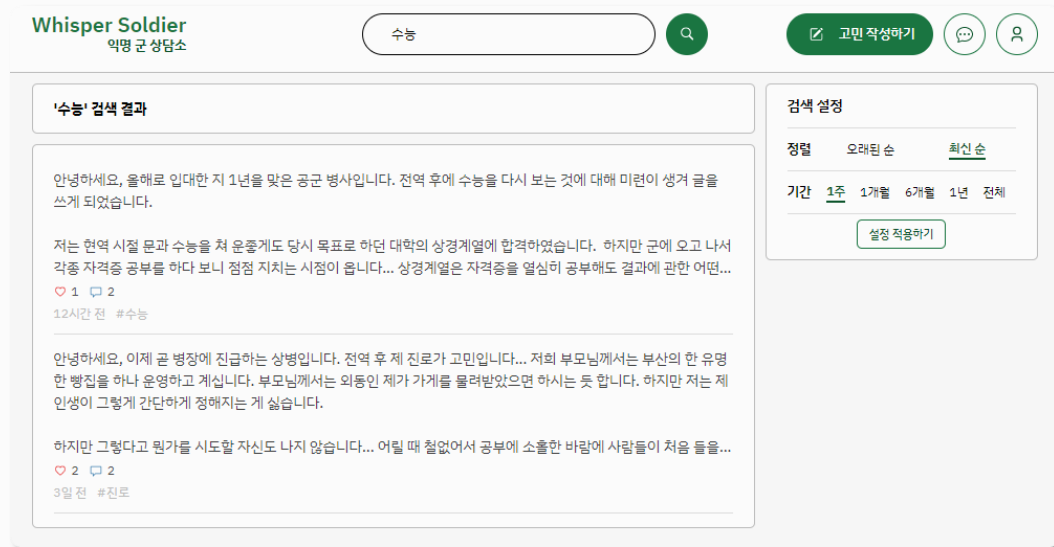 Whisper Soldier
익명 군 상담소
수능
고민 작성하기
'수능' 검색 결과
안녕하세요, 올해로 입대한 지 1년을 맞은 공군 병사입니다. 전역 후에 수능을 다시 보는 것에 대해 미련이 생겨 글을
쓰게 되었습니다.
저는 현역 시절 문과 수능을 쳐 운좋게도 당시 목표로 하던 대학의 상경계열에 합격하였습니다. 하지만 군에 오고 나서
각종 자격증 공부를 하다 보니 점점 지치는 시점이 옵니다... 상경계열은 자격증을 열심히 공부해도 결과에 관한 어떤...
1 2
12시간 전 #수능
안녕하세요, 이제 곧 병장에 진급하는 상병입니다. 전역 후 제 진로가 고민입니다... 저희 부모님께서는 부산의 한 유명
한 빵집을 하나 운영하고 계십니다. 부모님께서는 외동인 제가 가게를 물려받았으면 하시는 듯 합니다. 하지만 저는 제
인생이 그렇게 간단하게 정해지는 게 싫습니다.
하지만 그렇다고 뭔가를 시도할 자신도 나지 않습니다... 어릴 때 철없어서 공부에 소홀한 바람에 사람들이 처음 들을...
2 2
3일 전 #진로
검색 설정
정렬 오래된 순 최신 순
기간 1주 1개월 6개월 1년 전체
설정 적용하기